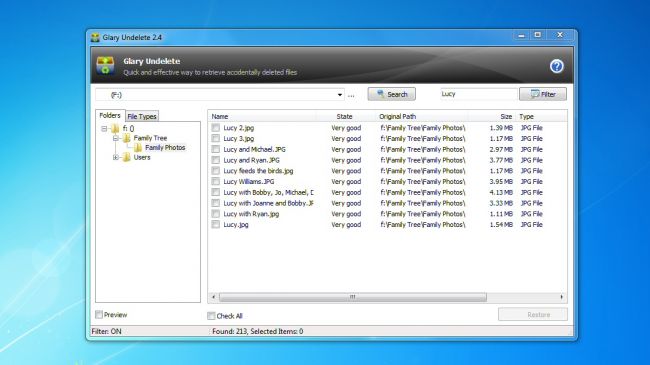 Glary Undelete 2.4
Glary Undelete
Quick and effective way to retrieve accidentally deleted files
(F:) ... Search Lucy Filter
Folders File Types
Name State Original Path Size Type
f: ()
Family Tree
Family Photos
Users
Lucy 2.jpg Very good f:\Family Tree\Family Photos\ 1.39 MB JPG File
Lucy 3.jpg Very good f:\Family Tree\Family Photos\ 1.17 MB JPG File
Lucy and Michael.JPG Very good f:\Family Tree\Family Photos\ 2.97 MB JPG File
Lucy and Ryan.JPG Very good f:\Family Tree\Family Photos\ 3.77 MB JPG File
Lucy feeds the birds.jpg Very good f:\Family Tree\Family Photos\ 1.17 MB JPG File
Lucy Williams.JPG Very good f:\Family Tree\Family Photos\ 3.95 MB JPG File
Lucy with Bobby, Jo, Michael, D Very good f:\Family Tree\Family Photos\ 4.13 MB JPG File
Lucy with Joanne and Bobby.JP Very good f:\Family Tree\Family Photos\ 3.33 MB JPG File
Lucy with Ryan.jpg Very good f:\Family Tree\Family Photos\ 1.11 MB JPG File
Lucy.jpg Very good f:\Family Tree\Family Photos\ 1.54 MB JPG File
Preview Check All Restore
Filter: ON Found: 213, Selected Items: 0